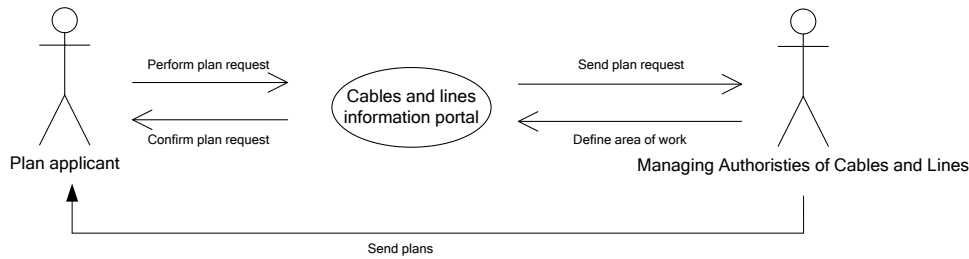 Perform plan request
Send plan request
Cables and lines
information portal
Confirm plan request
Define area of work
Plan applicant
Managing Authoristies of Cables and Lines
Send plans